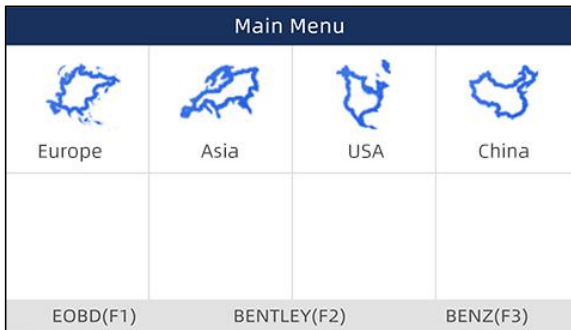 Main Menu
Europe Asia USA China
EOBD(F1) BENTLEY(F2) BENZ(F3)